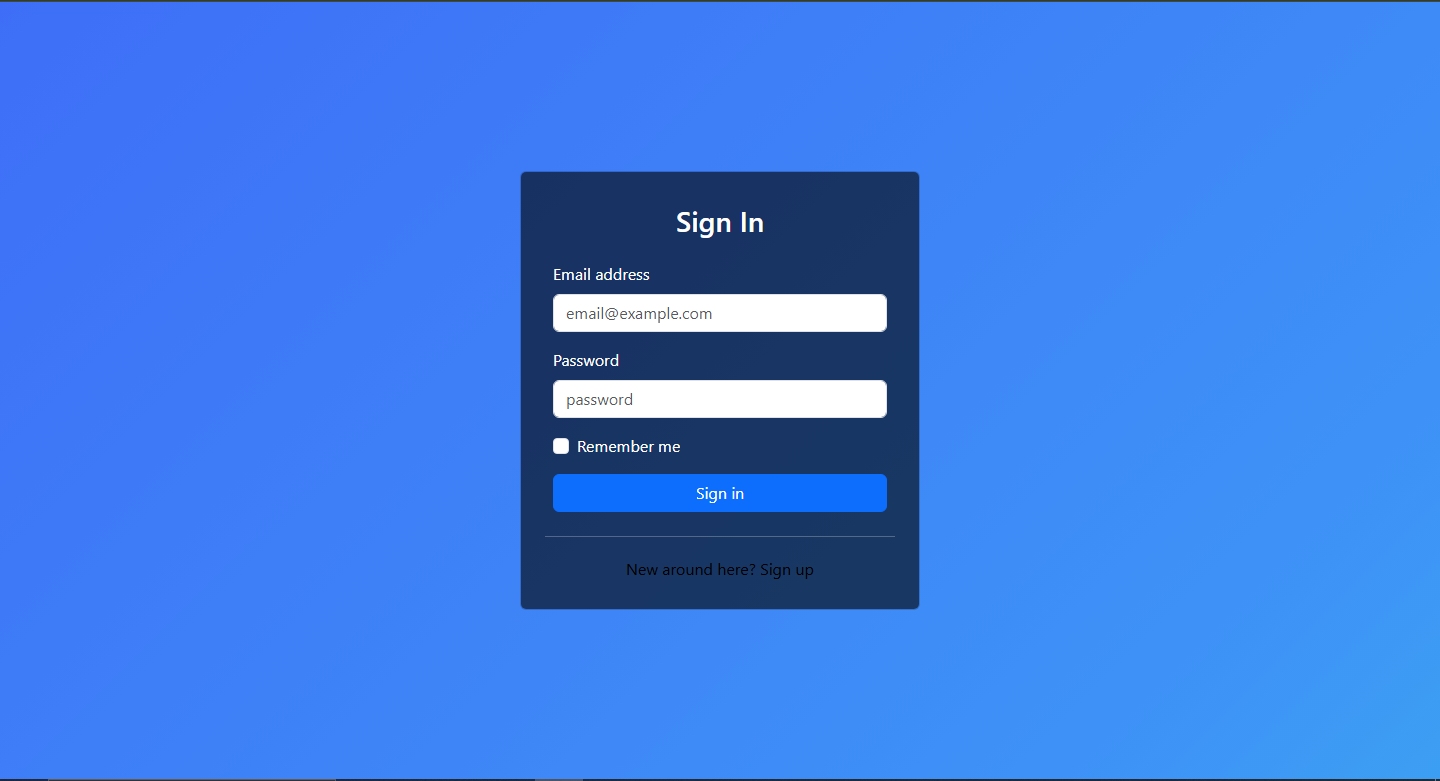 Sign In
Email address
email@example.com
Password
password
Remember me
Sign in
New around here? Sign up